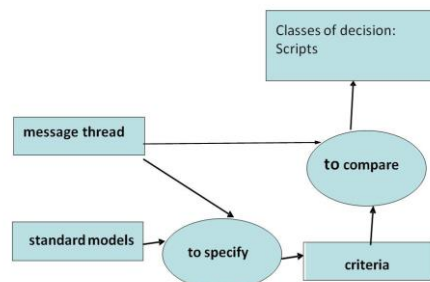 Classes of decision:
Scripts
message thread
to compare
standard models
to specify
criteria